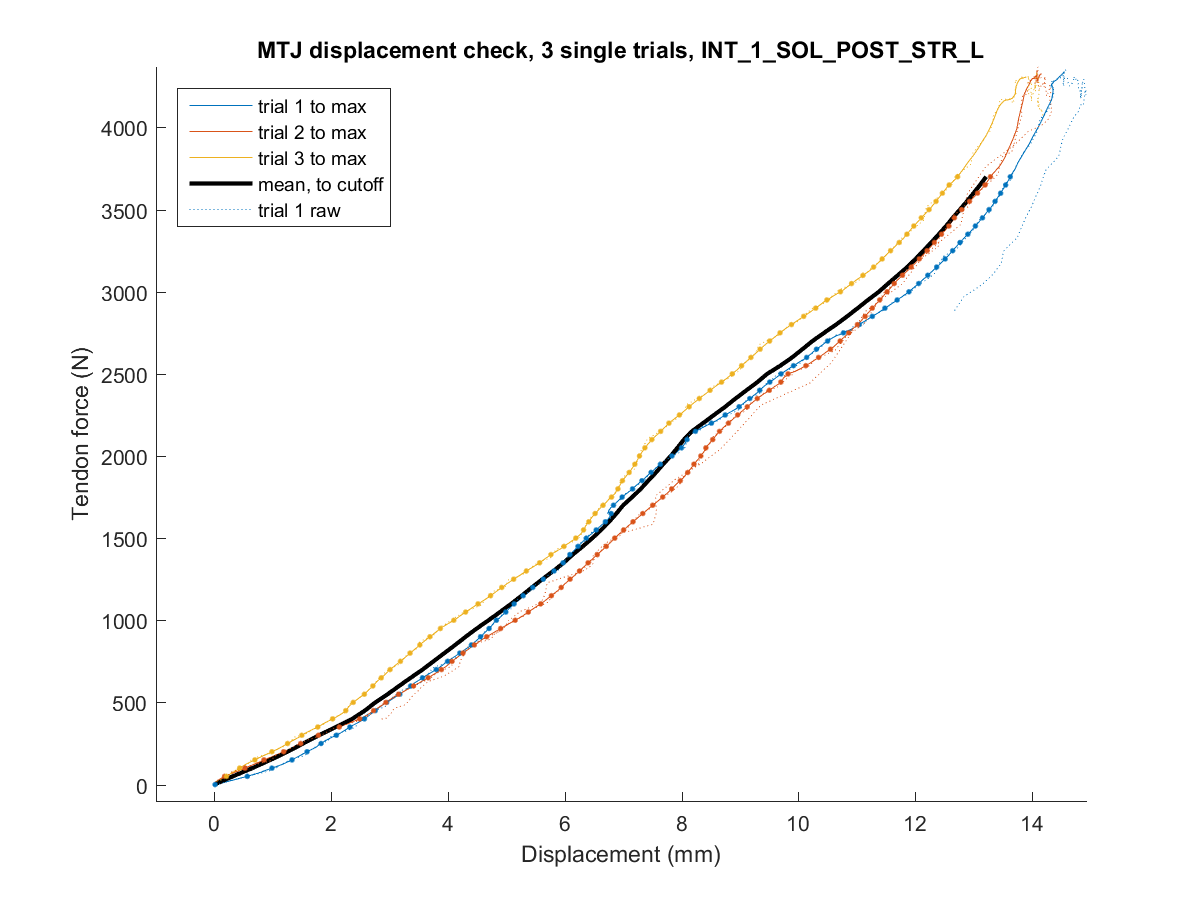 MTJ displacement check, 3 single trials, INT_1_SOL_POST_STR_L
trial 1 to max
trial 2 to max
trial 3 to max
mean, to cutoff
trial 1 raw
4000
3500
3000
2500
2000
1500
1000
500
0
Tendon force (N)
0 2 4 6 8 10 12 14
Displacement (mm)